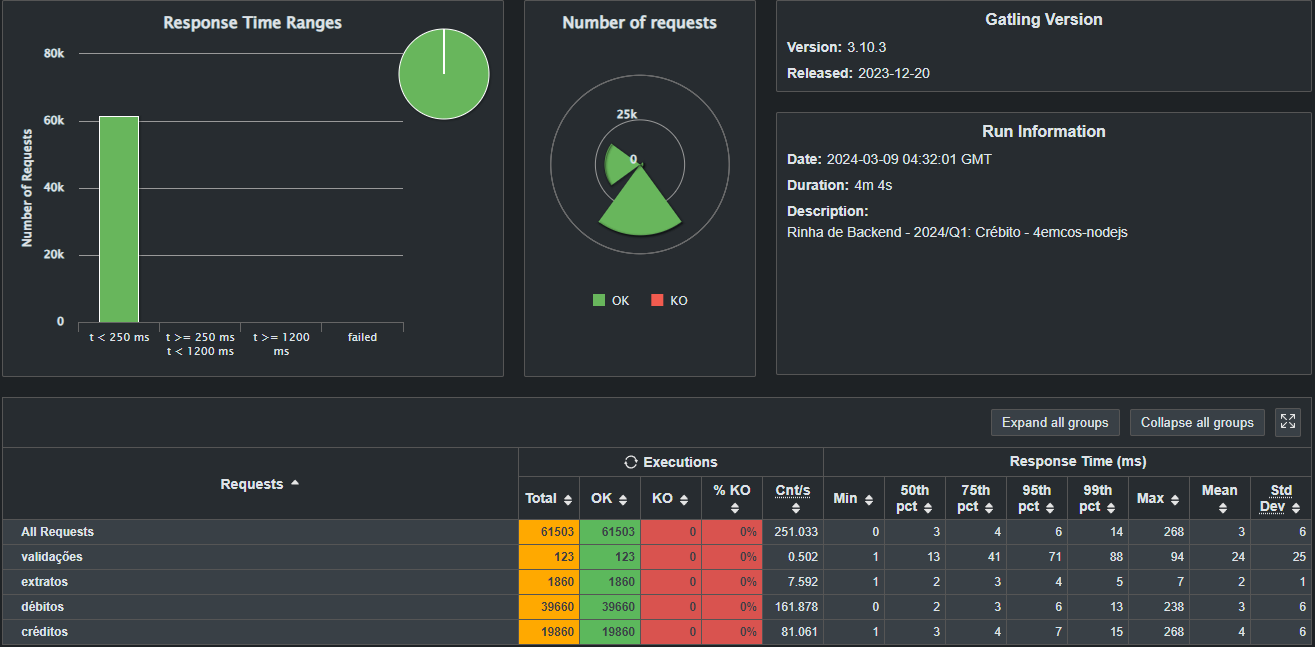 Response Time Ranges
80k
60k
40k
20k
0
Number of Requests
t < 250 ms
t >= 250 ms
t < 1200 ms
t >= 1200
ms
failed
Number of requests
25k
0
OK
KO
Gatling Version
Version: 3.10.3
Released: 2023-12-20
Run Information
Date: 2024-03-09 04:32:01 GMT
Duration: 4m 4s
Description:
Rinha de Backend - 2024/Q1: Crébito - 4emcos-nodejs
Expand all groups
Collapse all groups
Requests
Executions
Response Time (ms)
Total OK KO % KO Cnt/s Min 50th pct 75th pct 95th pct 99th pct Max Mean Std Dev
All Requests 61503 61503 0 0% 251.033 0 3 4 6 14 268 3 6
validações 123 123 0 0% 0.502 1 13 41 71 88 94 24 25
extratos 1860 1860 0 0% 7.592 1 2 3 4 5 7 2 1
débitos 39660 39660 0 0% 161.878 0 2 3 6 13 238 3 6
créditos 19860 19860 0 0% 81.061 1 3 4 7 15 268 4 6